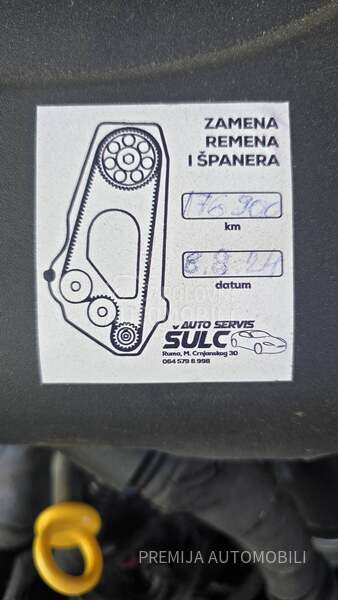 ZAMENA
REMENA
I ŠPANERA
176 900
km
8.8.24
datum
AUTO SERVIS
ŠULC
Ruma, M. Crnjanskog 30
064 579 8 998
PREMIJA AUTOMOBILI